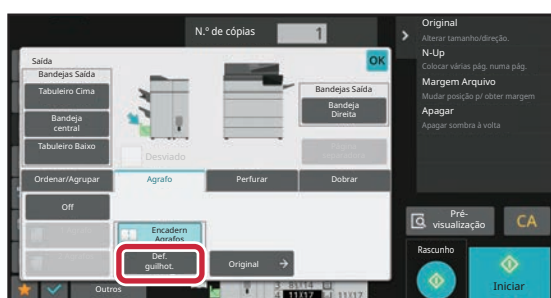 N.º de cópias 1
Saída
OK
Bandejas Saída
Tabuleiro Cima
Bandeja
central
Tabuleiro Baixo
Desviado
Bandejas Saída
Bandeja
Direita
Ordenar/Agrupar
Agrafo
Perfurar
Dobrar
Off
Encadern
Agrafos
Def.
guilhot.
Original
Outros
11X17
11X17
Original
Alterar tamanho/direção.
N-Up
Colocar várias pág. numa pág.
Margem Arquivo
Mudar posição p/ obter margem
Apagar
Apagar sombra à volta
Pré-
visualização
CA
Rascunho
Iniciar